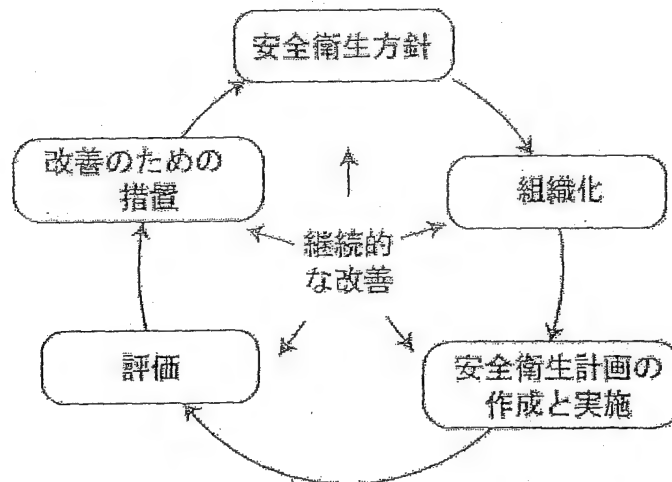 安全衛生方針
組織化
安全衛生計画の
作成と実施
評価
改善のための
措置
継続的
な改善